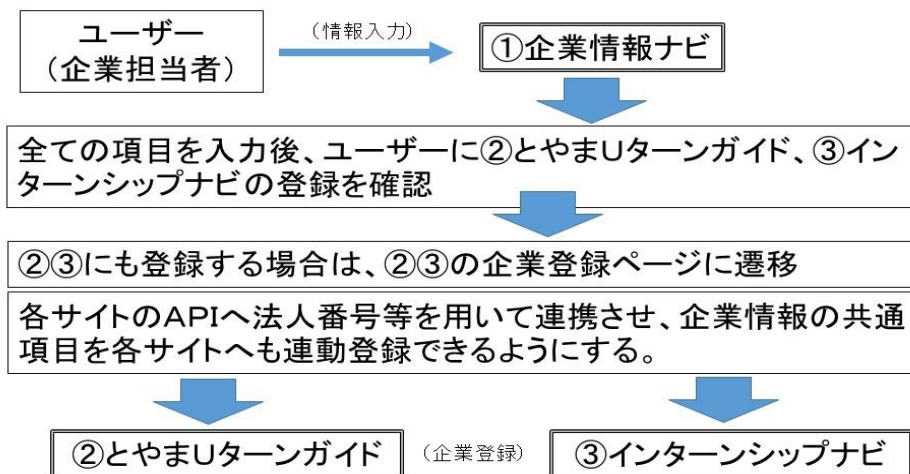 ユーザー
(企業担当者)
(情報入力)
①企業情報ナビ
全ての項目を入力後、ユーザーに②とやまUターンガイド、③イン
ターンシップナビの登録を確認
②③にも登録する場合は、②③の企業登録ページに遷移
各サイトのAPIへ法人番号等を用いて連携させ、企業情報の共通
項目を各サイトへも連動登録できるようにする。
②とやまUターンガイド
(企業登録)
③インターンシップナビ